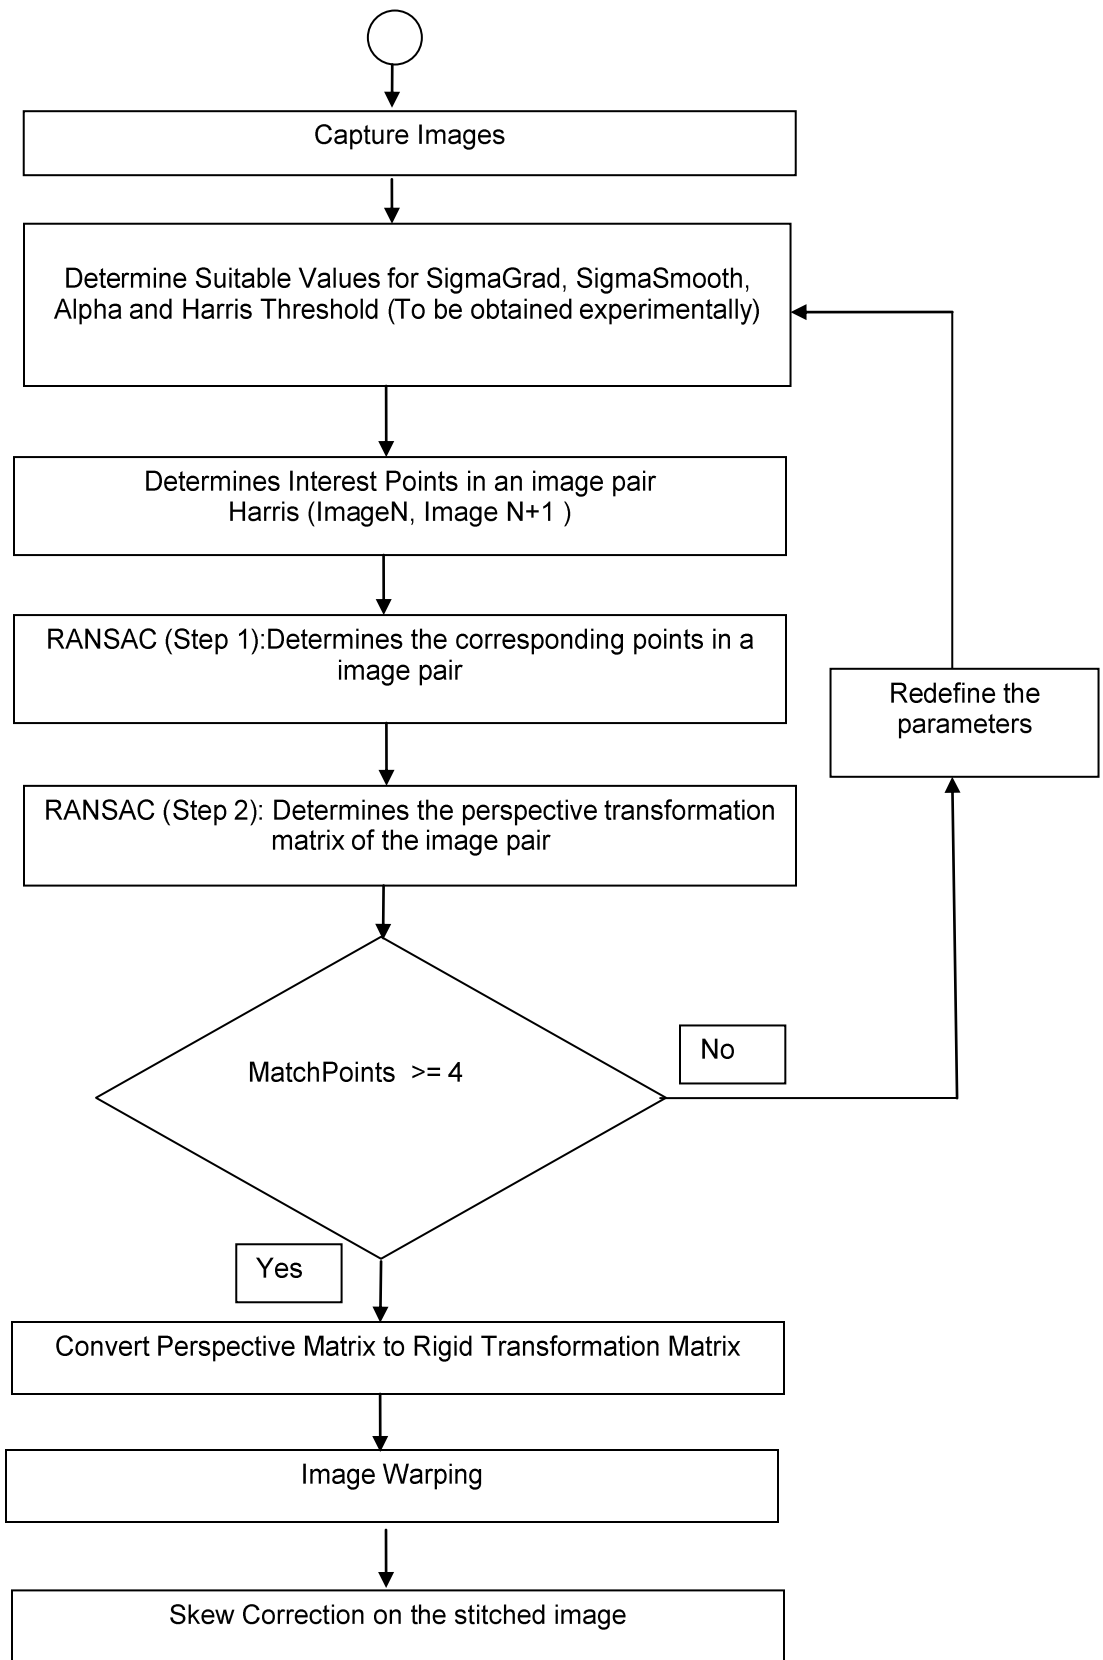 Capture Images
Determine Suitable Values for SigmaGrad, SigmaSmooth,
Alpha and Harris Threshold (To be obtained experimentally)
Determines Interest Points in an image pair
Harris (ImageN, Image N+1 )
RANSAC (Step 1):Determines the corresponding points in a
image pair
Redefine the
parameters
RANSAC (Step 2): Determines the perspective transformation
matrix of the image pair
No
MatchPoints >= 4
Yes
Convert Perspective Matrix to Rigid Transformation Matrix
Image Warping
Skew Correction on the stitched image